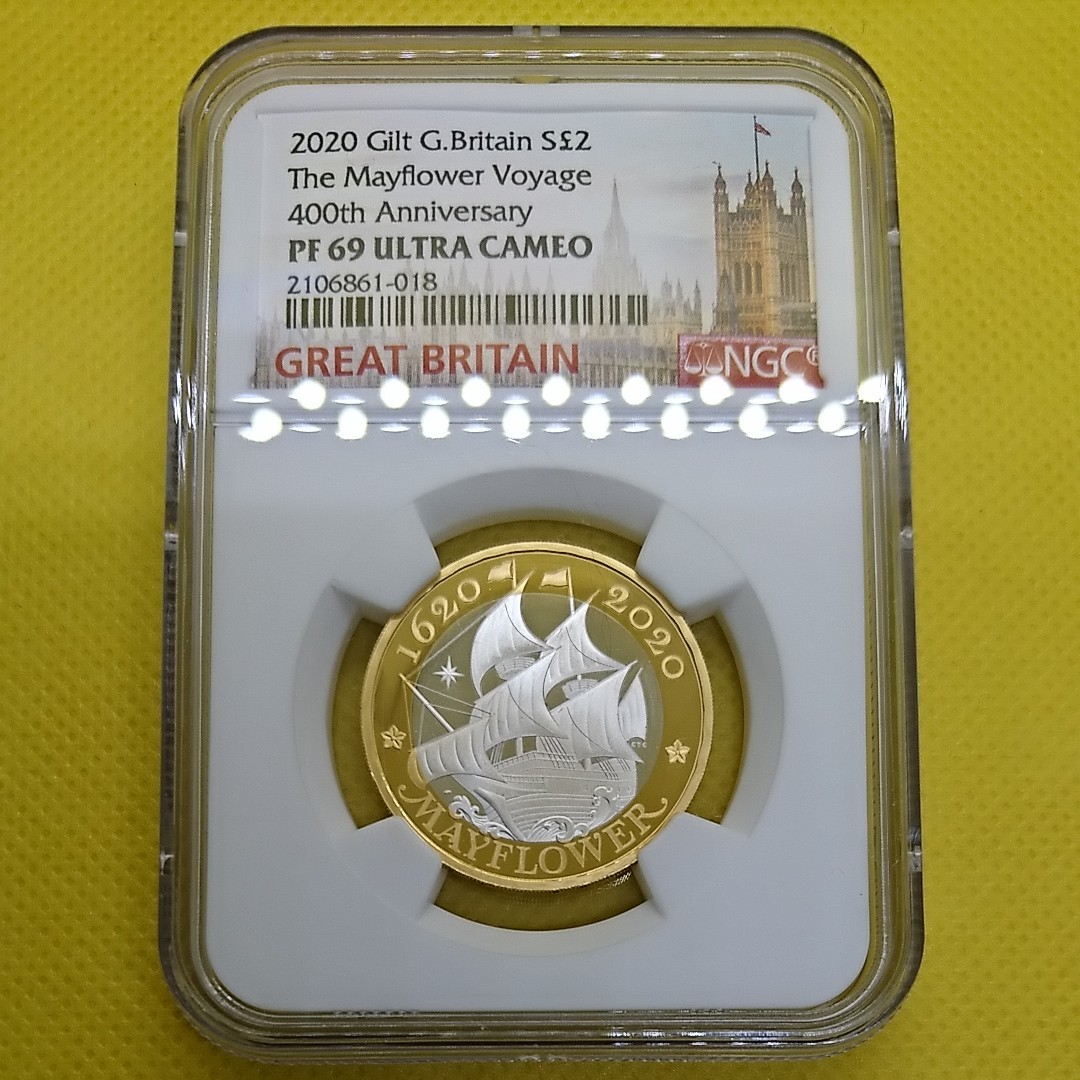 2020 Gilt G.Britain S£2
The Mayflower Voyage
400th Anniversary
PF 69 ULTRA CAMEO
2106861-018
GREAT BRITAIN
NGC®
1620 2020
MAYFLOWER